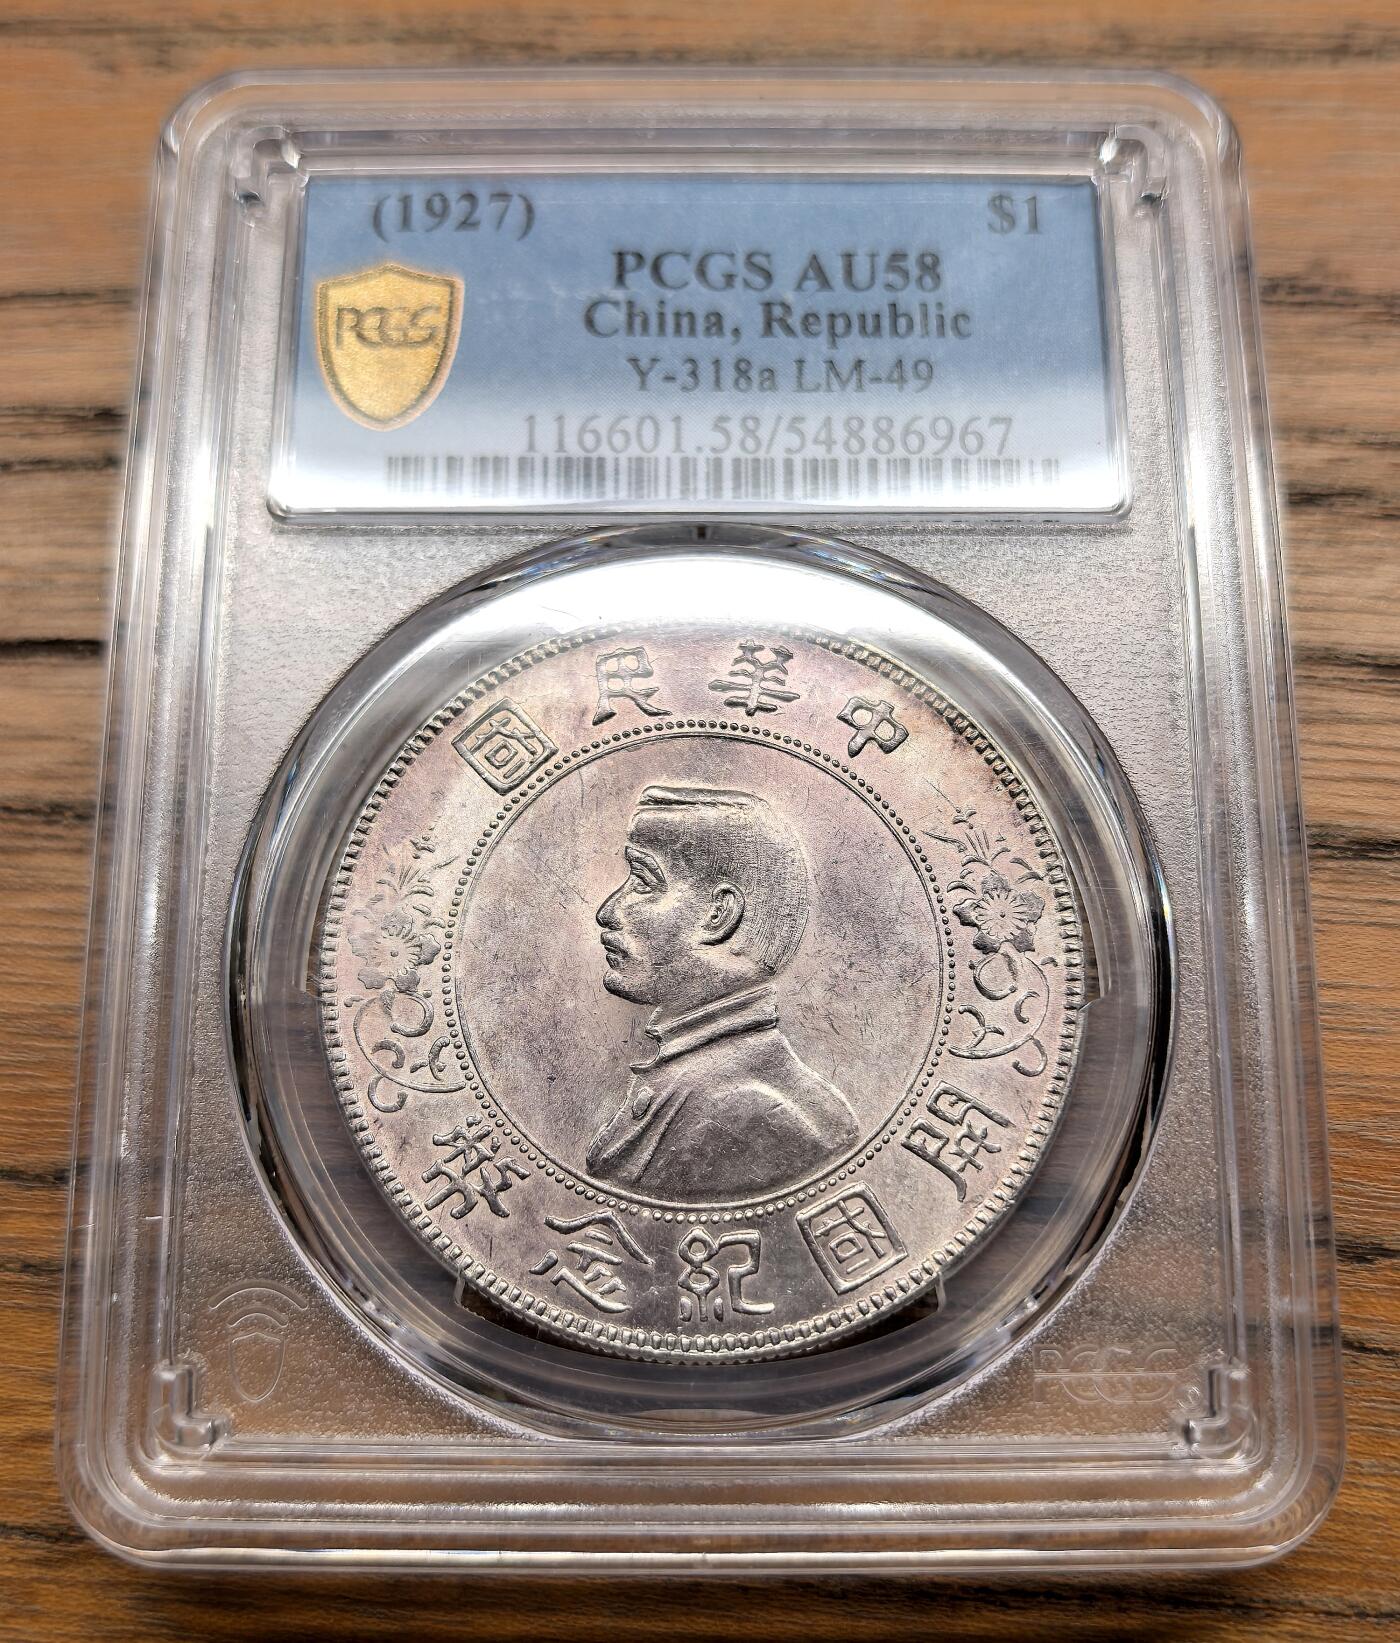 (1927) $1
PCGS AU58
PCGS
China, Republic
Y-318a LM-49
116601.58/54886967
中華民國
開國紀念幣
PCGS